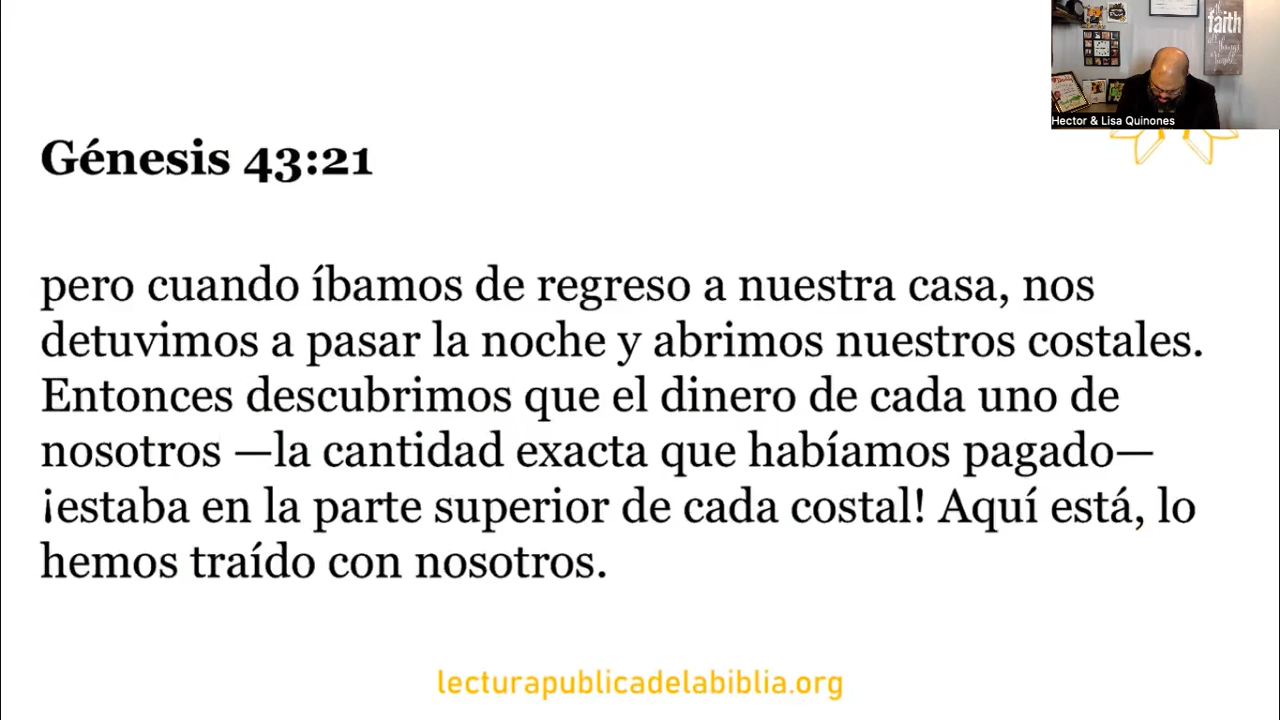 faith
Hector & Lisa Quinones
Génesis 43:21
pero cuando íbamos de regreso a nuestra casa, nos
detuvimos a pasar la noche y abrimos nuestros costales.
Entonces descubrimos que el dinero de cada uno de
nosotros —la cantidad exacta que habíamos pagado—
¡estaba en la parte superior de cada costal! Aquí está, lo
hemos traído con nosotros.
lecturapublicadelabiblia.org